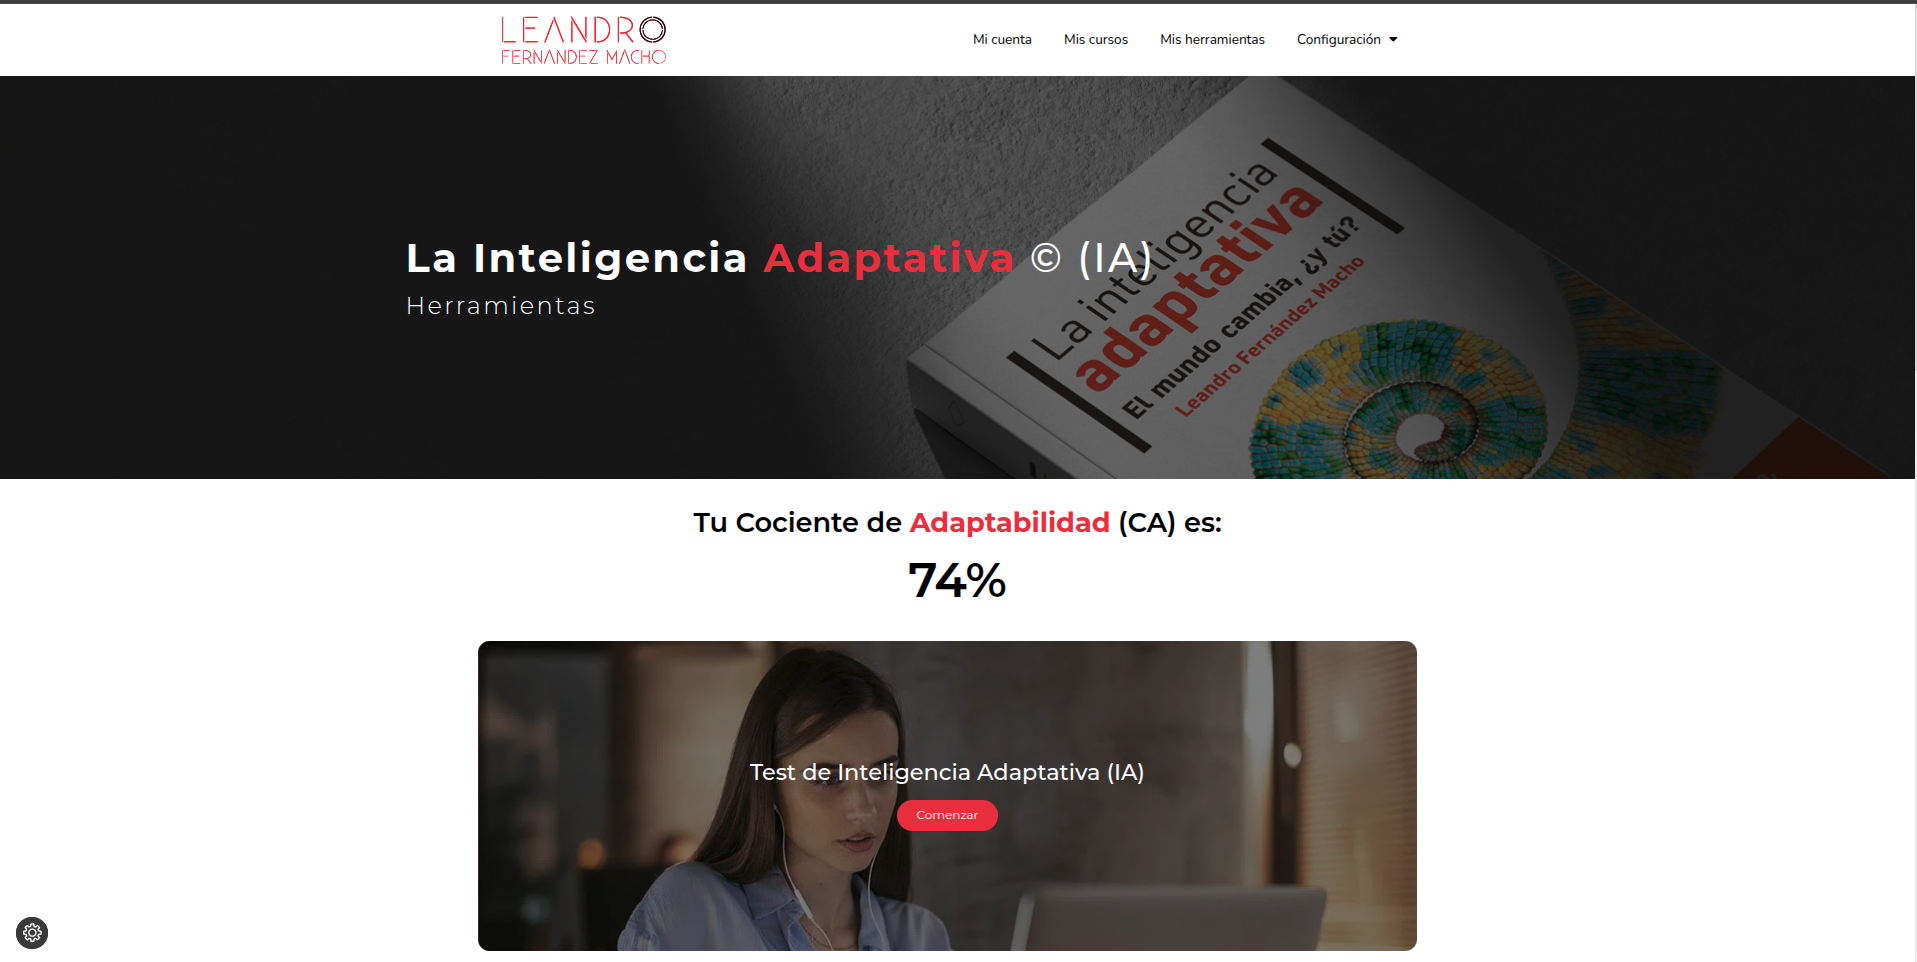 LEANDRO
FERNANDEZ MACHO
Mi cuenta
Mis cursos
Mis herramientas
Configuración
La Inteligencia Adaptativa © (IA)
Herramientas
La inteligencia
adaptativa
El mundo cambia, ¿y tú?
Leandro Fernández Macho
Tu Cociente de Adaptabilidad (CA) es:
74%
Test de Inteligencia Adaptativa (IA)
Comenzar